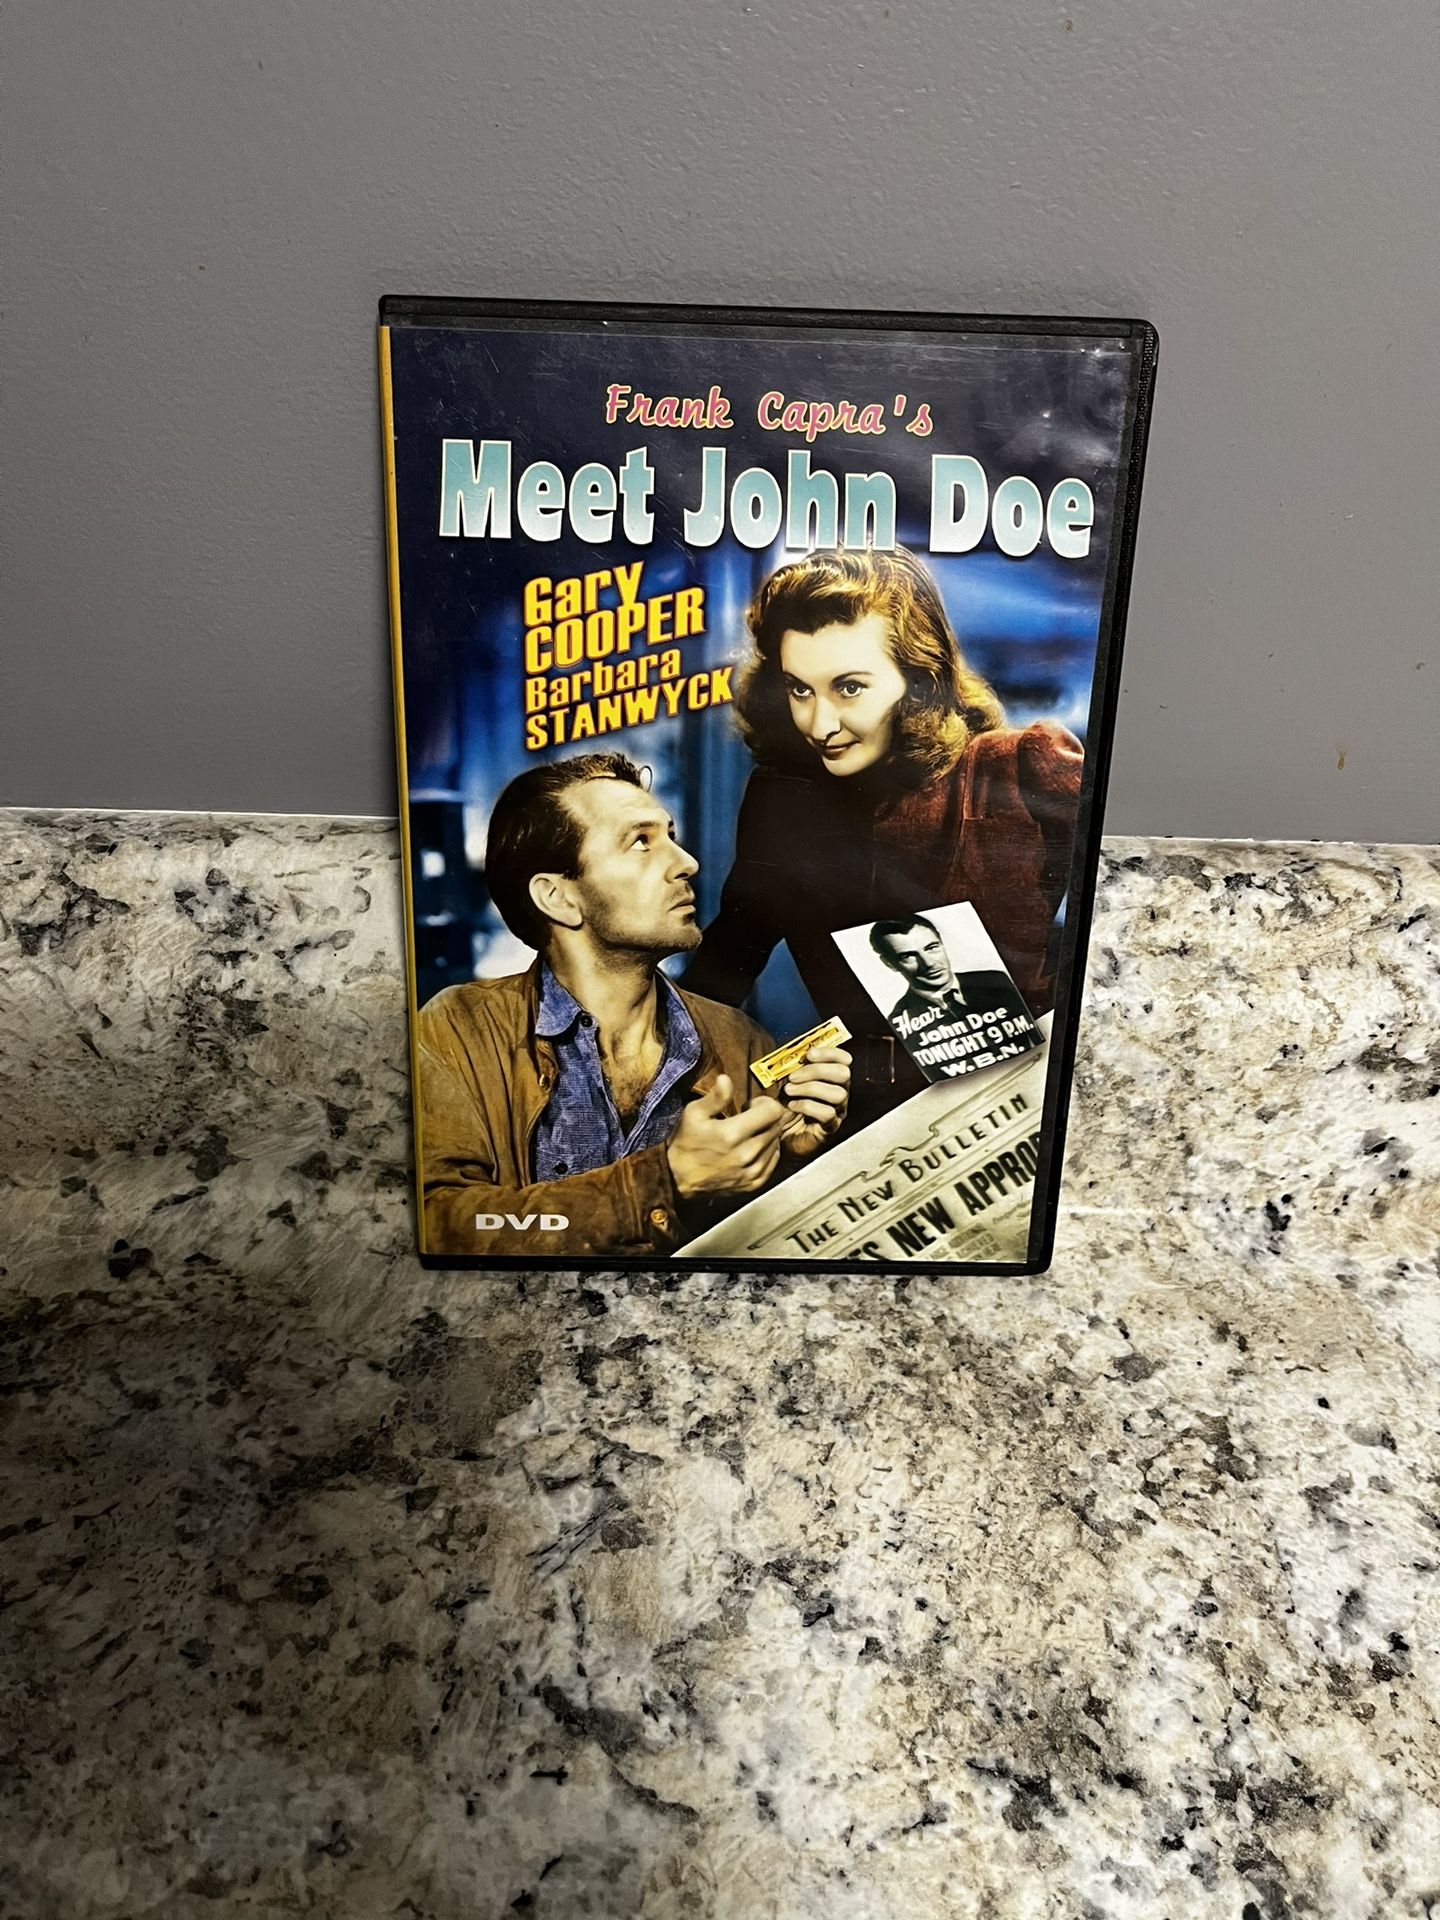 Frank Capra's
Meet John Doe
Gary
COOPER
Barbara
STANWYCK
Hear
John Doe
TONIGHT 9 P.M.
W.B.N.
THE NEW BULLETIN
NEW
DVD